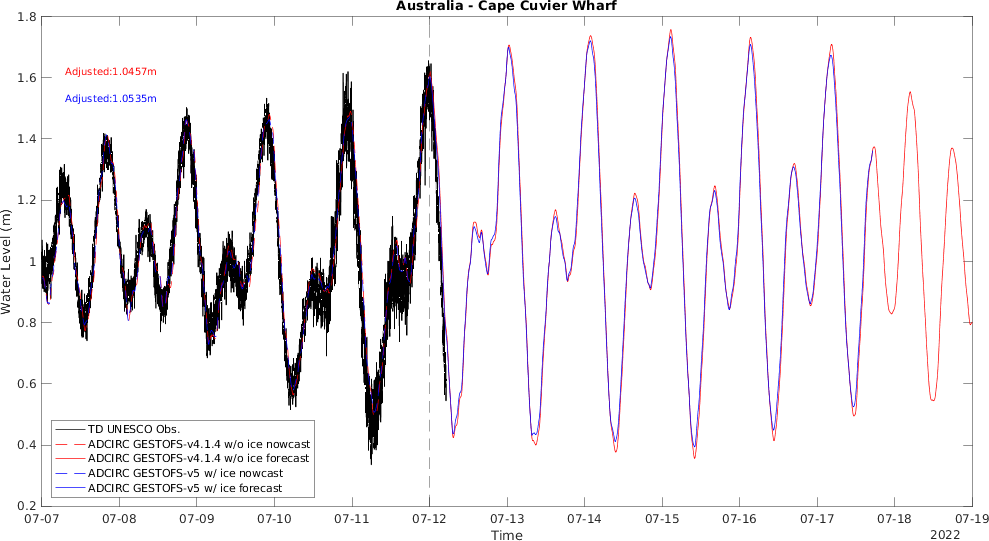 Australia - Cape Cuvier Wharf
1.8
1.6
1.4
1.2
1
0.8
0.6
0.4
0.2
Water Level (m)
Adjusted:1.0457m
Adjusted:1.0535m
TD UNESCO Obs.
ADCIRC GESTOFS-v4.1.4 w/o ice nowcast
ADCIRC GESTOFS-v4.1.4 w/o ice forecast
ADCIRC GESTOFS-v5 w/ ice nowcast
ADCIRC GESTOFS-v5 w/ ice forecast
07-07 07-08 07-09 07-10 07-11 07-12 07-13 07-14 07-15 07-16 07-17 07-18 07-19
Time
2022